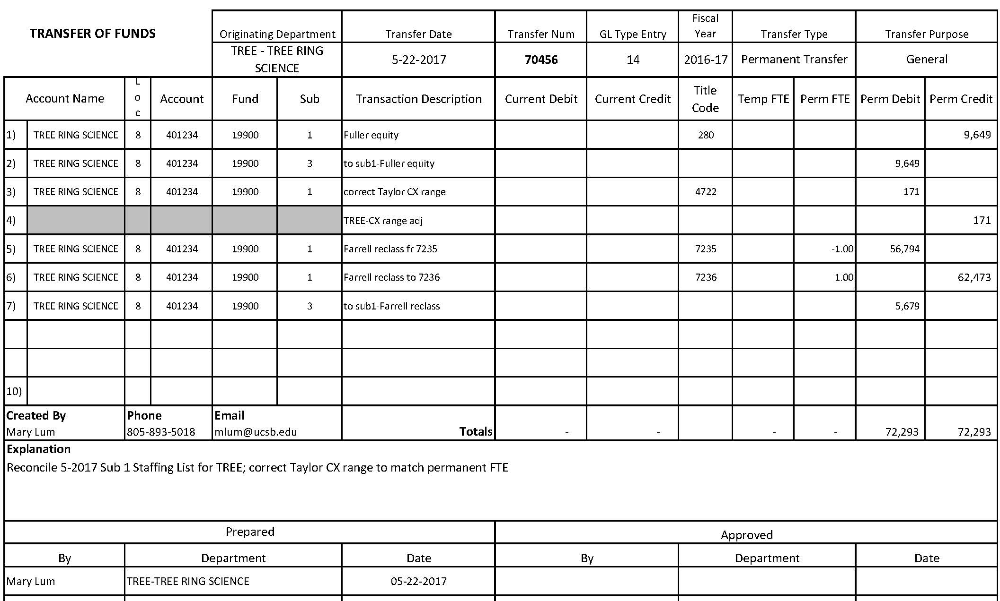 TRANSFER OF FUNDS
Originating Department Transfer Date Transfer Num GL Type Entry Fiscal Year Transfer Type Transfer Purpose
TREE - TREE RING SCIENCE 5-22-2017 70456 14 2016-17 Permanent Transfer General
Account Name Loc Account Fund Sub Transaction Description Current Debit Current Credit Title Code Temp FTE Perm FTE Perm Debit Perm Credit
1) TREE RING SCIENCE 8 401234 19900 1 Fuller equity 280 9,649
2) TREE RING SCIENCE 8 401234 19900 3 to sub1-Fuller equity 9,649
3) TREE RING SCIENCE 8 401234 19900 1 correct Taylor CX range 4722 171
4) TREE-CX range adj 171
5) TREE RING SCIENCE 8 401234 19900 1 Farrell reclass fr 7235 7235 -1.00 56,794
6) TREE RING SCIENCE 8 401234 19900 1 Farrell reclass to 7236 7236 1.00 62,473
7) TREE RING SCIENCE 8 401234 19900 3 to sub1-Farrell reclass 5,679
10)
Created By Phone Email
Mary Lum 805-893-5018 mlum@ucsb.edu Totals - - - - 72,293 72,293
Explanation
Reconcile 5-2017 Sub 1 Staffing List for TREE; correct Taylor CX range to match permanent FTE
Prepared Approved
By Department Date By Department Date
Mary Lum TREE-TREE RING SCIENCE 05-22-2017